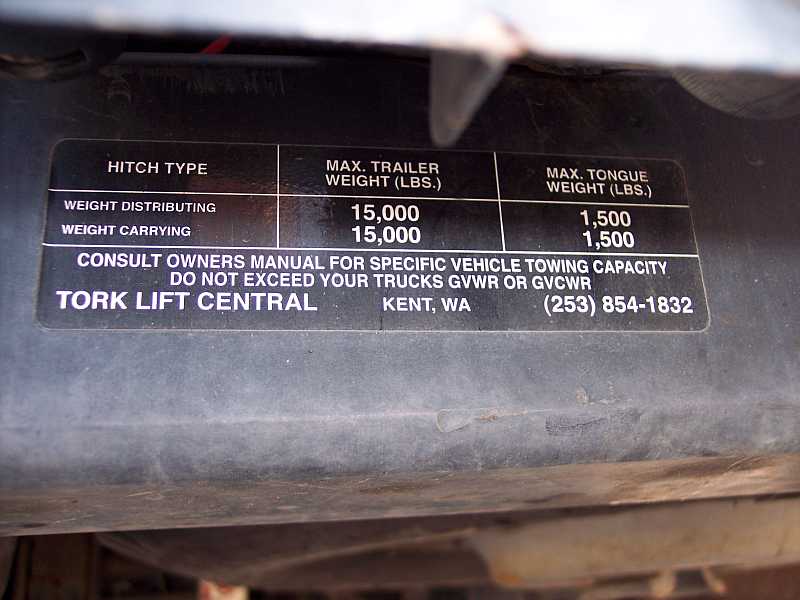 HITCH TYPE MAX. TRAILER WEIGHT (LBS.) MAX. TONGUE WEIGHT (LBS.)
WEIGHT DISTRIBUTING 15,000 1,500
WEIGHT CARRYING 15,000 1,500
CONSULT OWNERS MANUAL FOR SPECIFIC VEHICLE TOWING CAPACITY
DO NOT EXCEED YOUR TRUCKS GVWR OR GVCWR
TORK LIFT CENTRAL KENT, WA (253) 854-1832